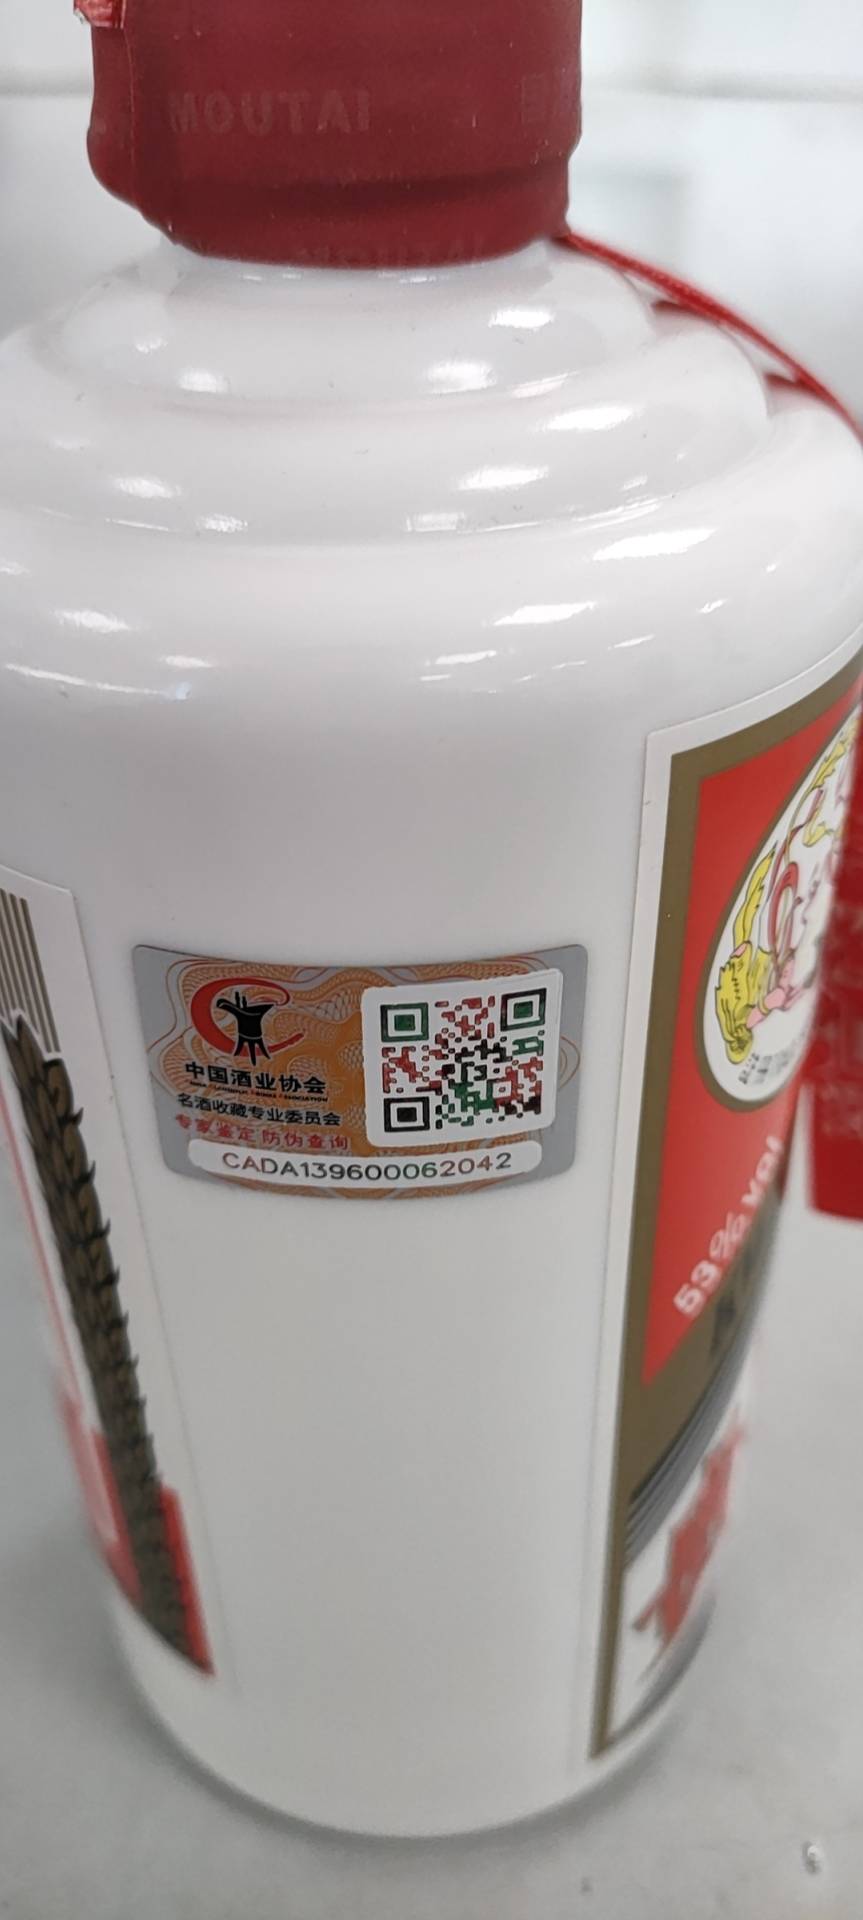 MOUTAI
中国酒业协会
名酒收藏专业委员会
专家鉴定 防伪查询
CADA139600062042
53%